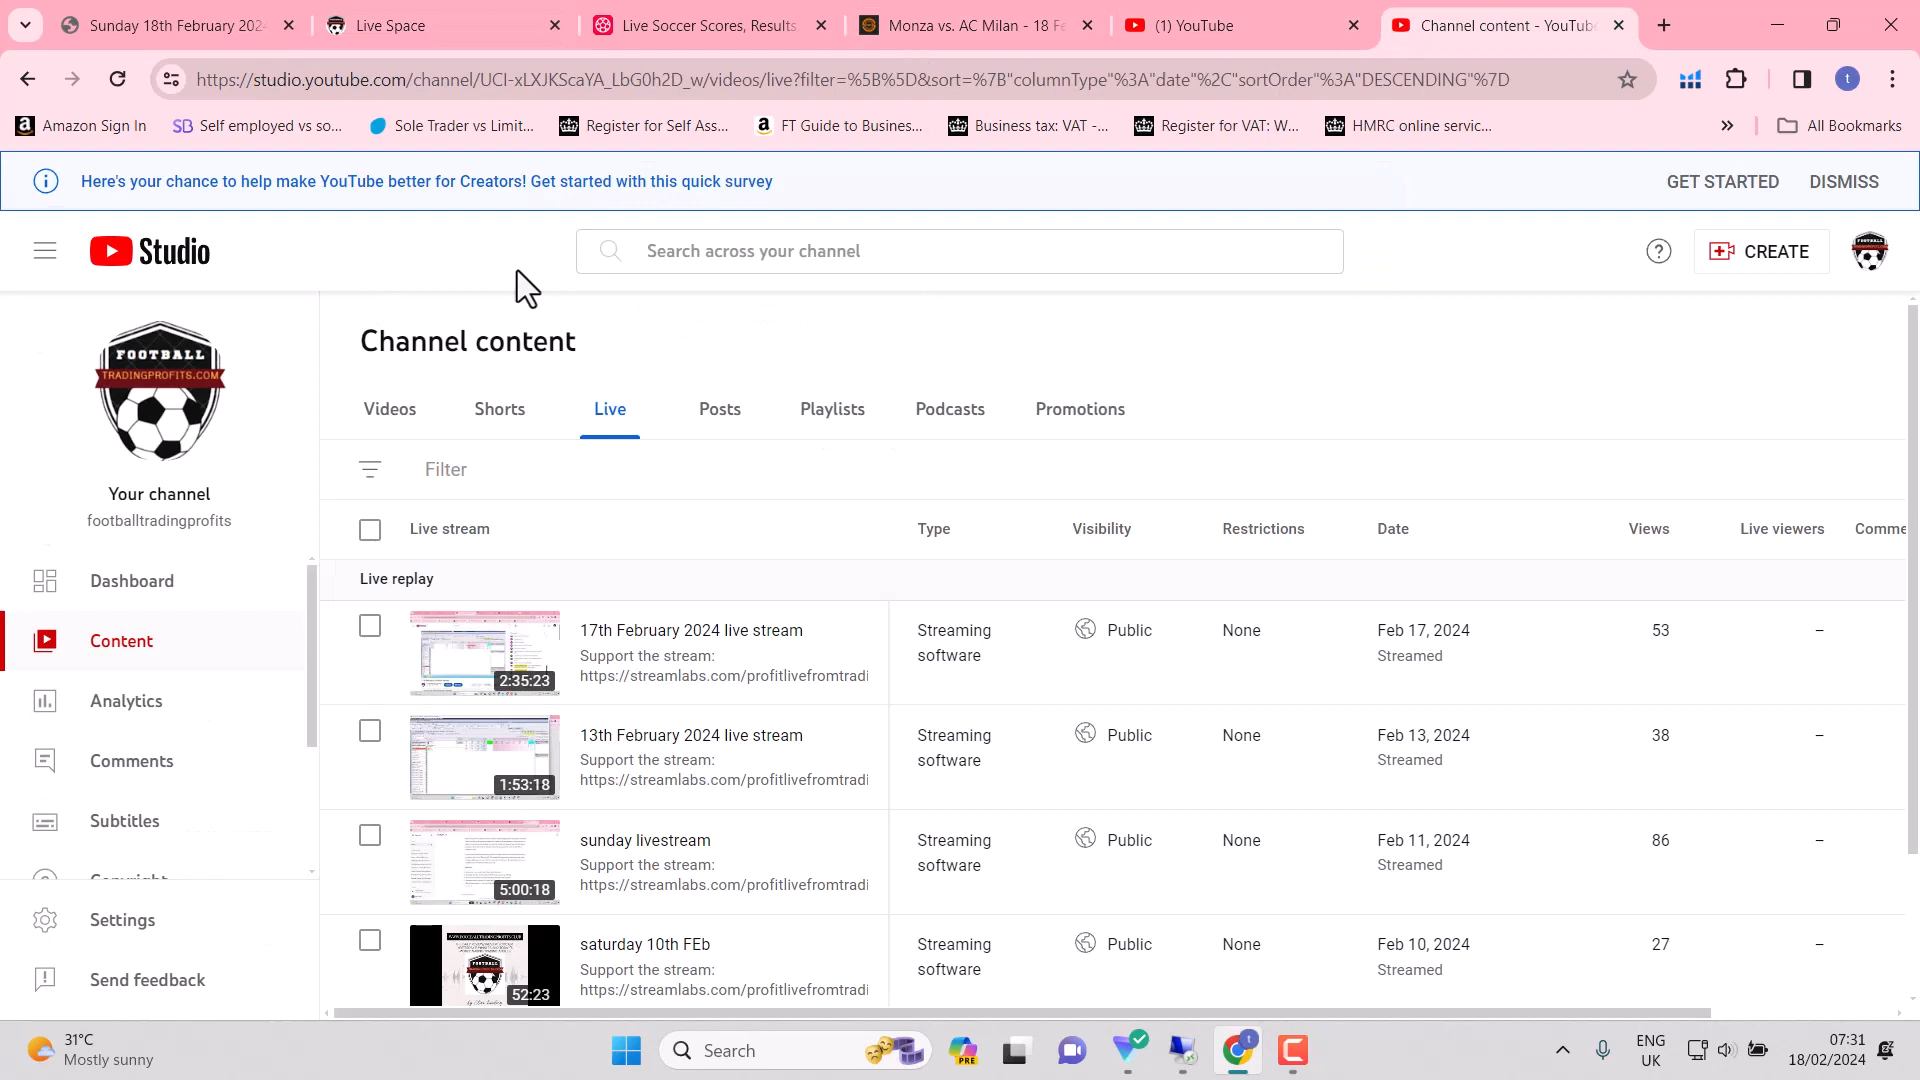 Sunday 18th February 202
Live Space
Live Soccer Scores, Results
Monza vs. AC Milan - 18 Fe
(1) YouTube
Channel content - YouTub
https://studio.youtube.com/channel/UCI-xLXJKScaYA_LbG0h2D_w/videos/live?filter=%5B%5D&sort=%7B"columnType"%3A"date"%2C"sortOrder"%3A"DESCENDING"%7D
t
Amazon Sign In
Self employed vs so...
Sole Trader vs Limit...
Register for Self Ass...
FT Guide to Business...
Business tax: VAT -...
Register for VAT: W...
HMRC online servic...
All Bookmarks
Here's your chance to help make YouTube better for Creators! Get started with this quick survey
GET STARTED
DISMISS
Studio
Search across your channel
CREATE
FOOTBALL
TRADINGPROFITS.COM
Your channel
footballtradingprofits
Dashboard
Content
Analytics
Comments
Subtitles
Copyright
Settings
Send feedback
Channel content
Videos
Shorts
Live
Posts
Playlists
Podcasts
Promotions
Filter
Live stream
Type
Visibility
Restrictions
Date
Views
Live viewers
Comme
Live replay
2:35:23
17th February 2024 live stream
Support the stream:
https://streamlabs.com/profitlivefromtradi
Streaming
software
Public
None
Feb 17, 2024
Streamed
53
–
1:53:18
13th February 2024 live stream
Support the stream:
https://streamlabs.com/profitlivefromtradi
Streaming
software
Public
None
Feb 13, 2024
Streamed
38
–
5:00:18
sunday livestream
Support the stream:
https://streamlabs.com/profitlivefromtradi
Streaming
software
Public
None
Feb 11, 2024
Streamed
86
–
52:23
saturday 10th FEb
Support the stream:
https://streamlabs.com/profitlivefromtradi
Streaming
software
Public
None
Feb 10, 2024
Streamed
27
–
31°C
Mostly sunny
Search
PRE
t
ENG
UK
07:31
18/02/2024